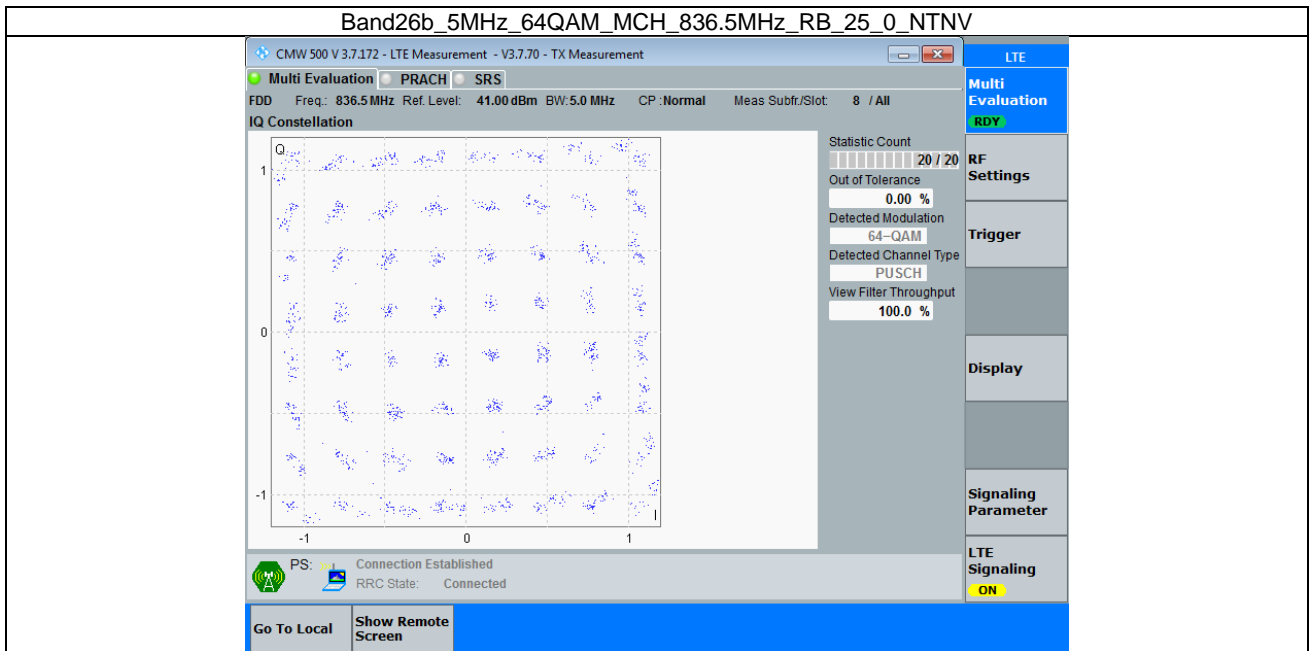 Band26b_5MHz_64QAM_MCH_836.5MHz_RB_25_0_NTNV
CMW 500 V 3.7.172 - LTE Measurement - V3.7.70 - TX Measurement
LTE
Multi Evaluation PRACH SRS
Multi
Evaluation
RDY
FDD Freq.: 836.5 MHz Ref. Level: 41.00 dBm BW: 5.0 MHz CP : Normal Meas Subfr./Slot: 8 / All
IQ Constellation
Q
1
0
-1
-1 0 1
I
Statistic Count
20 / 20
Out of Tolerance
0.00 %
Detected Modulation
64-QAM
Detected Channel Type
PUSCH
View Filter Throughput
100.0 %
RF
Settings
Trigger
Display
Signaling
Parameter
LTE
Signaling
ON
PS: Connection Established
RRC State: Connected
Go To Local
Show Remote
Screen